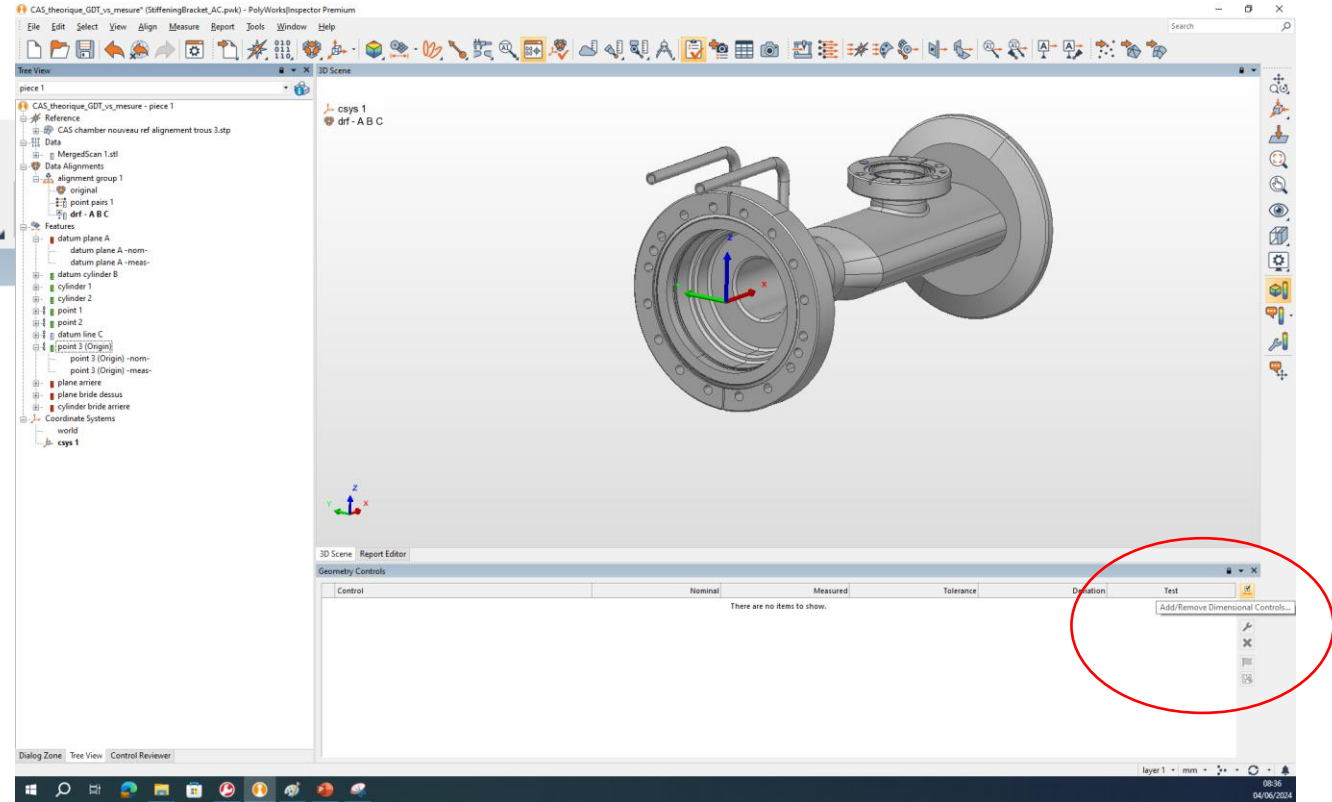 CAS_theorique_GDT_vs_mesure* (StiffeningBracket_AC.pwk) - PolyWorks|Inspector Premium
File Edit Select View Align Measure Report Tools Window Help
Search
Tree View
piece 1
CAS_theorique_GDT_vs_mesure - piece 1
Reference
CAS chamber nouveau ref alignement trous 3.stp
Data
MergedScan 1.stl
Data Alignments
alignment group 1
original
point pairs 1
drf - A B C
Features
datum plane A
datum plane A -nom-
datum plane A -meas-
datum cylinder B
cylinder 1
cylinder 2
point 1
point 2
datum line C
point 3 (Origin)
point 3 (Origin) -nom-
point 3 (Origin) -meas-
plane arriere
plane bride dessus
cylinder bride arriere
Coordinate Systems
world
csys 1
Dialog Zone Tree View Control Reviewer
3D Scene
csys 1
drf - A B C
Z
Y
X
Z
Y
X
3D Scene Report Editor
Geometry Controls
Control Nominal Measured Tolerance Deviation Test
There are no items to show.
Add/Remove Dimensional Controls...
layer 1 mm
08:36
04/06/2024